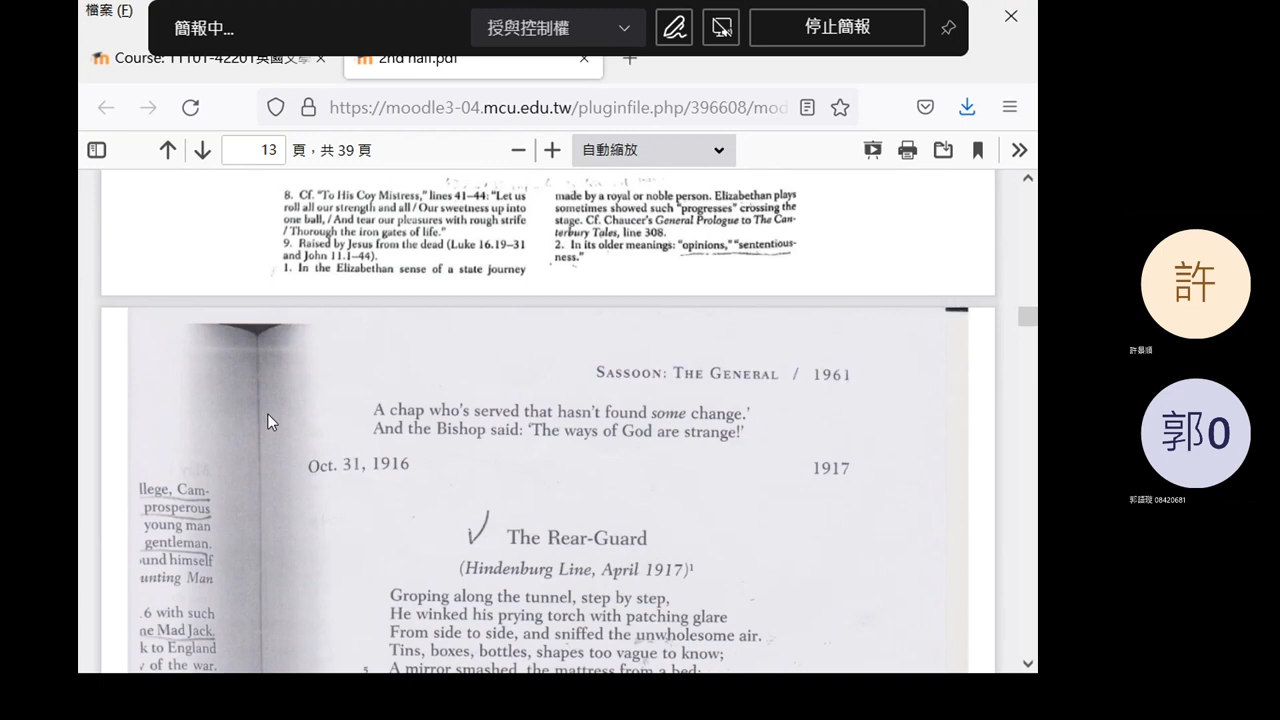 檔案 (F)
簡報中...
授與控制權
停止簡報
Course: 11101-42201英國文學
2nd half.pdf
https://moodle3-04.mcu.edu.tw/pluginfile.php/396608/mod
13 頁，共 39 頁
自動縮放
8. Cf. "To His Coy Mistress," lines 41–44: "Let us
roll all our strength and all / Our sweetness up into
one ball, / And tear our pleasures with rough strife
/ Thorough the iron gates of life."
9. Raised by Jesus from the dead (Luke 16.19–31
and John 11.1–44).
1. In the Elizabethan sense of a state journey
made by a royal or noble person. Elizabethan plays
sometimes showed such "progresses" crossing the
stage. Cf. Chaucer's General Prologue to The Can-
terbury Tales, line 308.
2. In its older meanings: "opinions," "sententious-
ness."
SASSOON: THE GENERAL / 1961
A chap who's served that hasn't found some change.'
And the Bishop said: 'The ways of God are strange!'
Oct. 31, 1916
1917
The Rear-Guard
(Hindenburg Line, April 1917)1
Groping along the tunnel, step by step,
He winked his prying torch with patching glare
From side to side, and sniffed the unwholesome air.
Tins, boxes, bottles, shapes too vague to know;
5 A mirror smashed, the mattress from a bed;
llege, Cam-
prosperous
young man
gentleman.
und himself
unting Man
.6 with such
ne Mad Jack.
k to England
of the war.
許
許景順
郭0
08420681